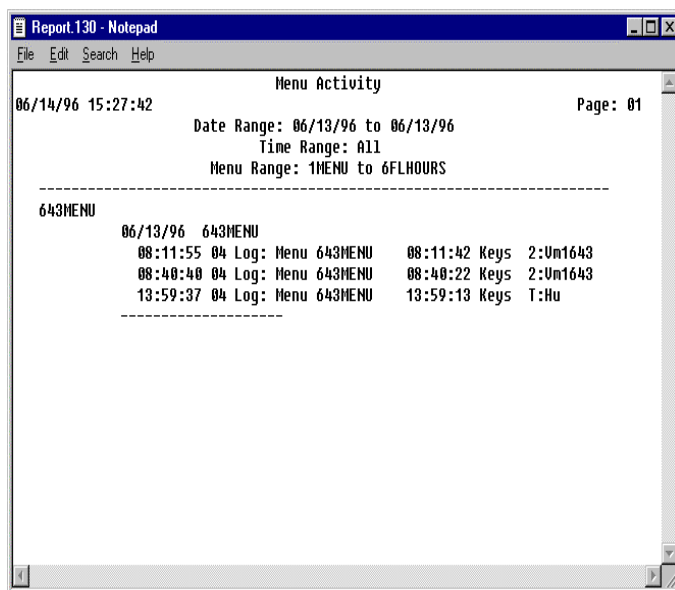 Report.130 - Notepad
File Edit Search Help
Menu Activity
06/14/96 15:27:42 Page: 01
Date Range: 06/13/96 to 06/13/96
Time Range: All
Menu Range: 1MENU to 6FLHOURS
----------------------------------------------------------------------
643MENU
06/13/96 643MENU
08:11:55 04 Log: Menu 643MENU 08:11:42 Keys 2:Vm1643
08:40:40 04 Log: Menu 643MENU 08:40:22 Keys 2:Vm1643
13:59:37 04 Log: Menu 643MENU 13:59:13 Keys T:Hu
--------------------